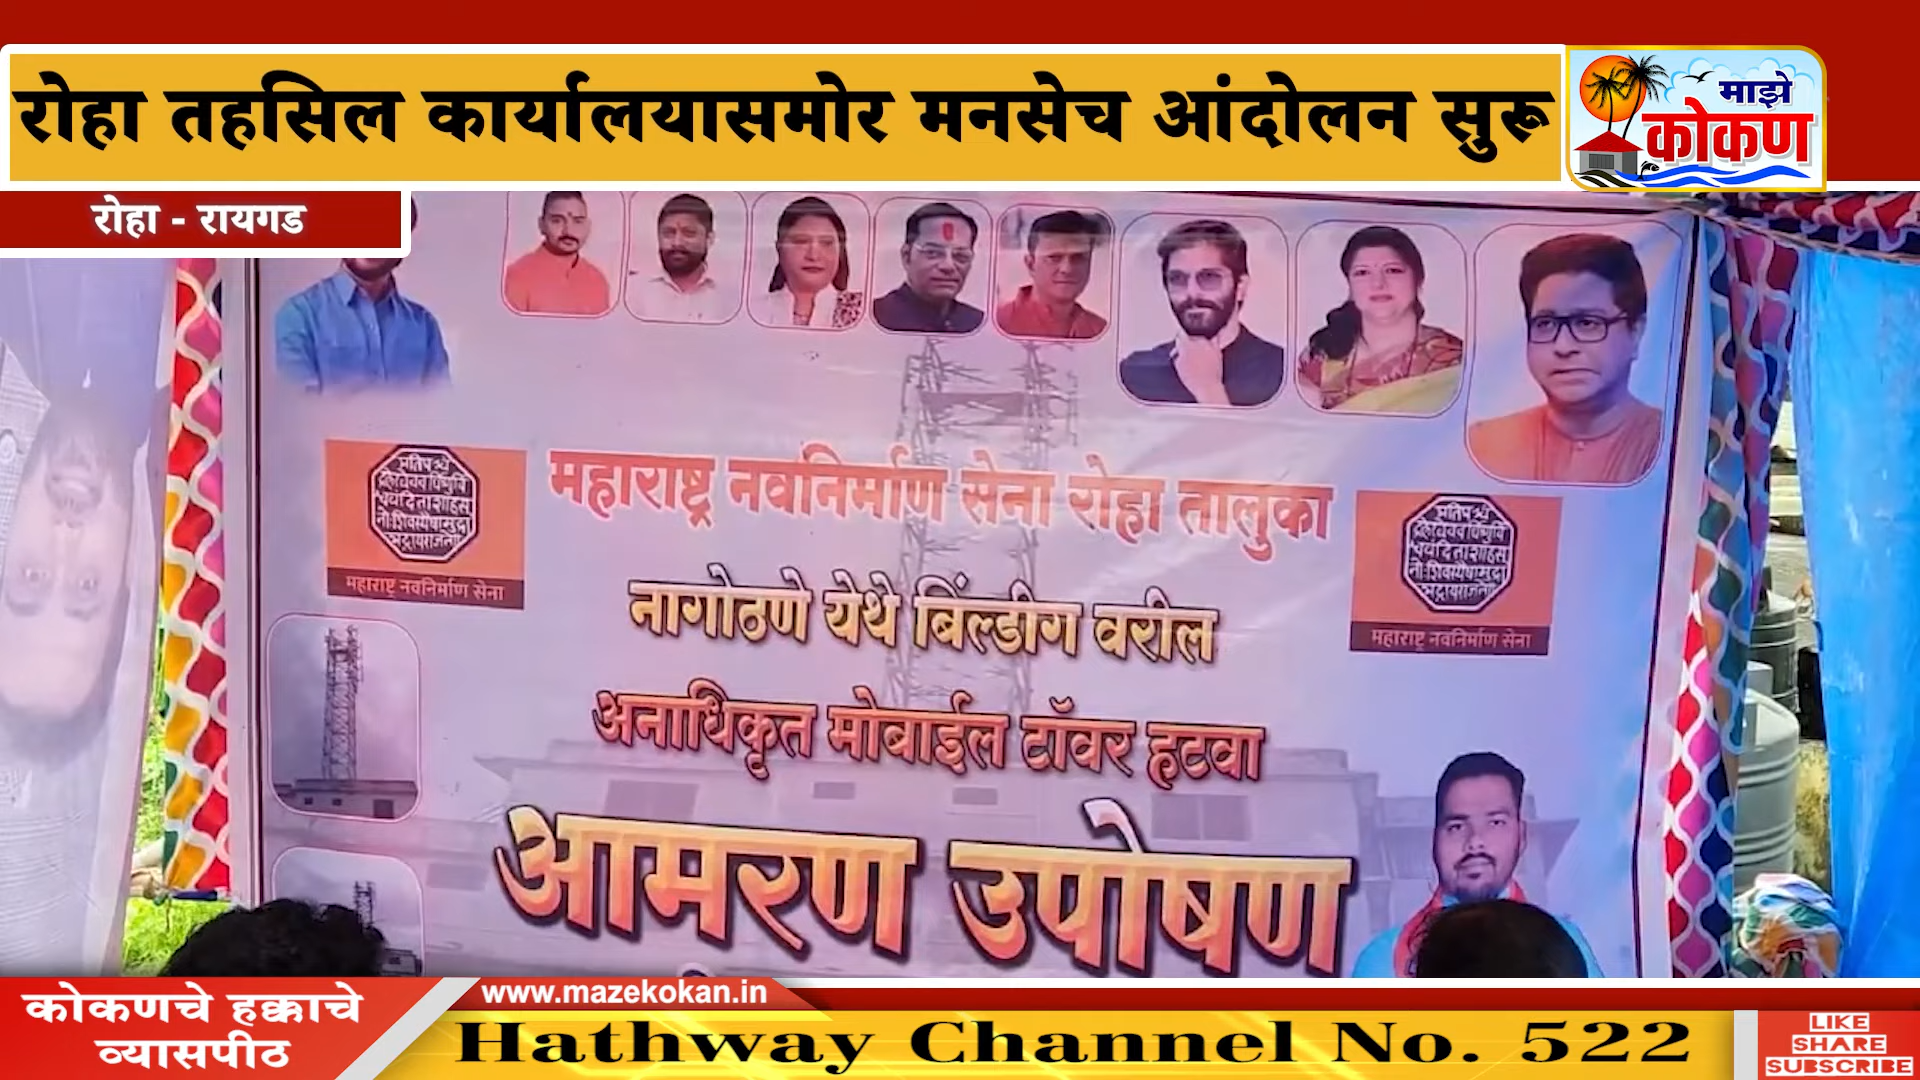 रोहा तहसिल कार्यालयासमोर मनसेच आंदोलन सुरू
माझे
कोकण
रोहा - रायगड
महाराष्ट्र नवनिर्माण सेना रोहा तालुका
महाराष्ट्र नवनिर्माण सेना
महाराष्ट्र नवनिर्माण सेना
नागोठणे येथे बिंल्डीग वरील
अनाधिकृत मोबाईल टॉवर हटवा
आमरण उपोषण
कोकणचे हक्काचे
व्यासपीठ
www.mazekokan.in
Hathway Channel No. 522
LIKE
SHARE
SUBSCRIBE